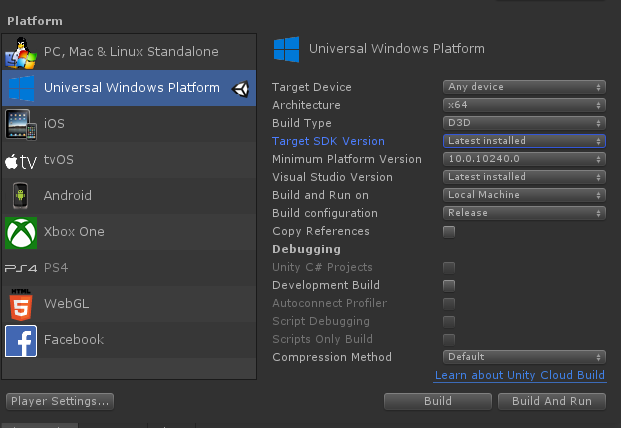 Platform
PC, Mac & Linux Standalone
Universal Windows Platform
iOS
tv
tvOS
Android
Xbox One
PS4
PS4
HTML
5
WebGL
f
Facebook
Universal Windows Platform
Target Device Any device
Architecture x64
Build Type D3D
Target SDK Version Latest installed
Minimum Platform Version 10.0.10240.0
Visual Studio Version Latest installed
Build and Run on Local Machine
Build configuration Release
Copy References
Debugging
Unity C# Projects
Development Build
Autoconnect Profiler
Script Debugging
Scripts Only Build
Compression Method Default
Learn about Unity Cloud Build
Player Settings... Build Build And Run